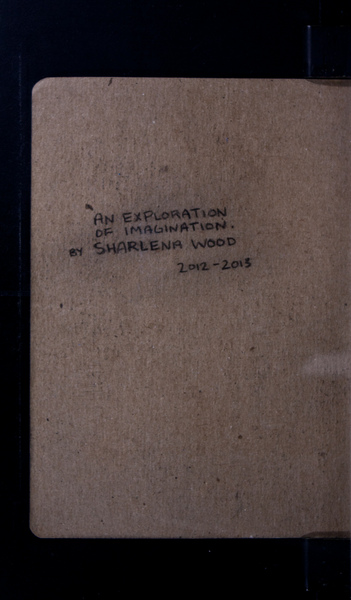 AN EXPLORATION
OF IMAGINATION.
BY SHARLENA WOOD
2012-2013